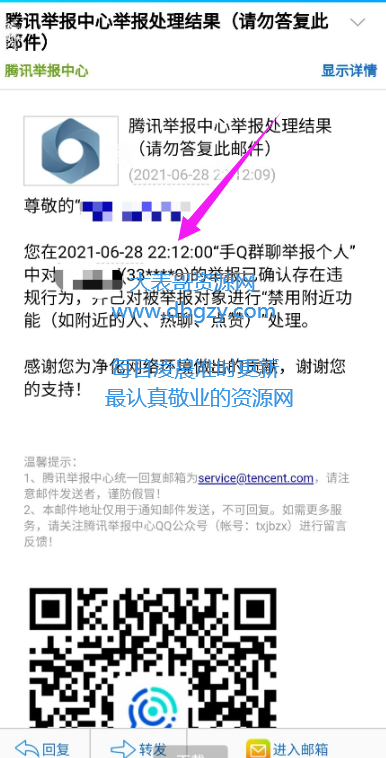 腾讯举报中心举报处理结果（请勿答复此
邮件）
腾讯举报中心
显示详情
腾讯举报中心举报处理结果
（请勿答复此邮件）
(2021-06-28 22:12:09)
尊敬的“
您在2021-06-28 22:12:00“手Q群聊举报个人”
中对 (33****9)的举报已确认存在违
规行为，并已对被举报对象进行“禁用附近功
能（如附近的人、热聊、点赞）”处理。
大表哥资源网
www.dbgzy.com
感谢您为净化网络环境做出的贡献，谢谢您
的支持！
每日凌晨准时更新
最认真敬业的资源网
温馨提示：
1、腾讯举报中心统一回复邮箱为service@tencent.com，请注
意邮件发送者，谨防假冒！
2、本邮件地址仅用于通知邮件发送，不可回复。如需更多服
务，请关注腾讯举报中心QQ公众号（帐号：txjbzx）进行留言
反馈！
回复
转发
进入邮箱